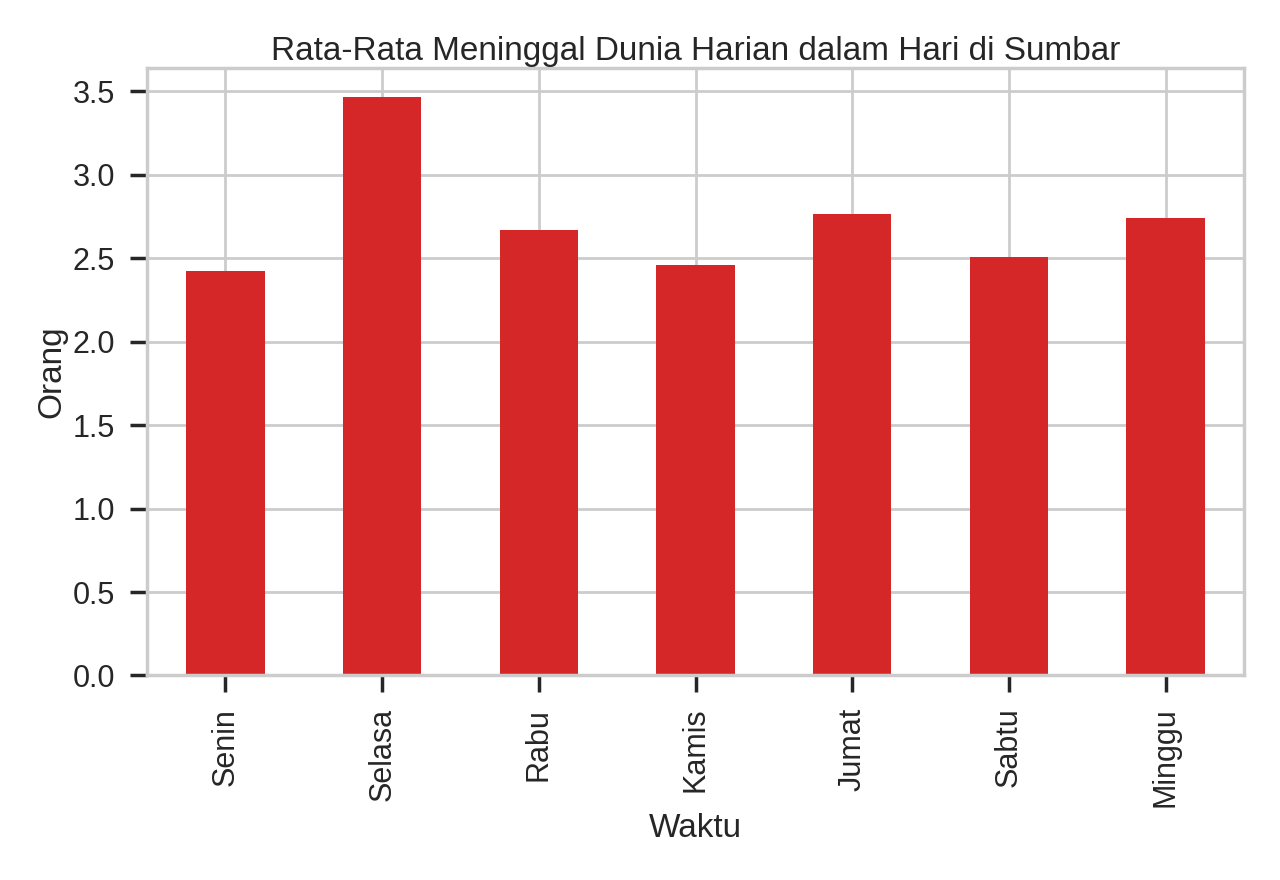 Rata-Rata Meninggal Dunia Harian dalam Hari di Sumbar
3.5
3.0
2.5
2.0
1.5
1.0
0.5
0.0
Orang
Senin
Selasa
Rabu
Kamis
Jumat
Sabtu
Minggu
Waktu